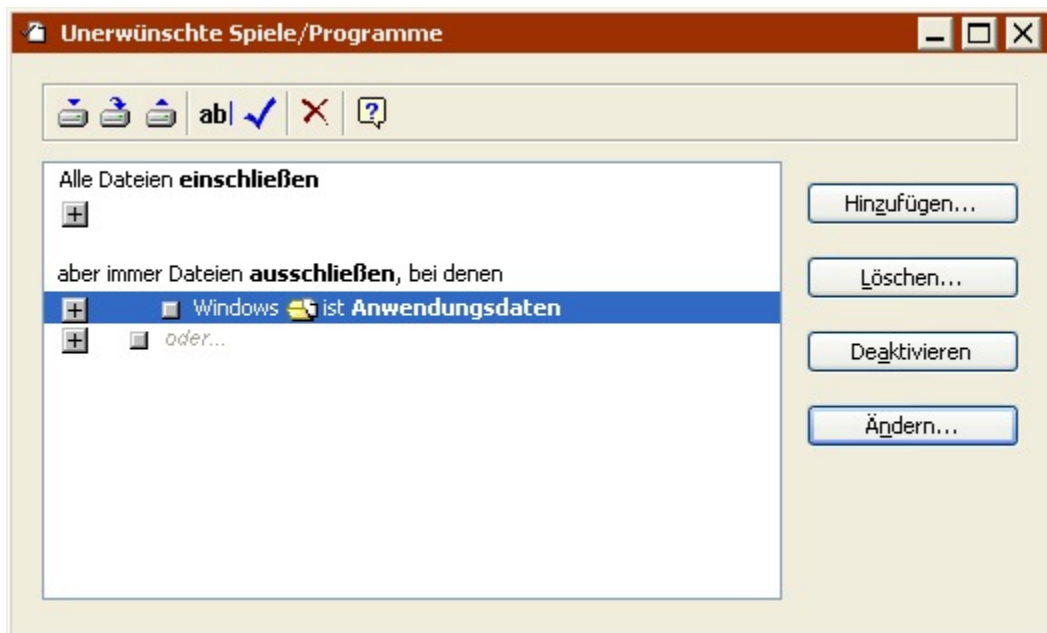 Unerwünschte Spiele/Programme
ab
Alle Dateien einschließen
aber immer Dateien ausschließen, bei denen
Windows ist Anwendungsdaten
oder...
Hinzufügen...
Löschen...
Deaktivieren
Ändern...